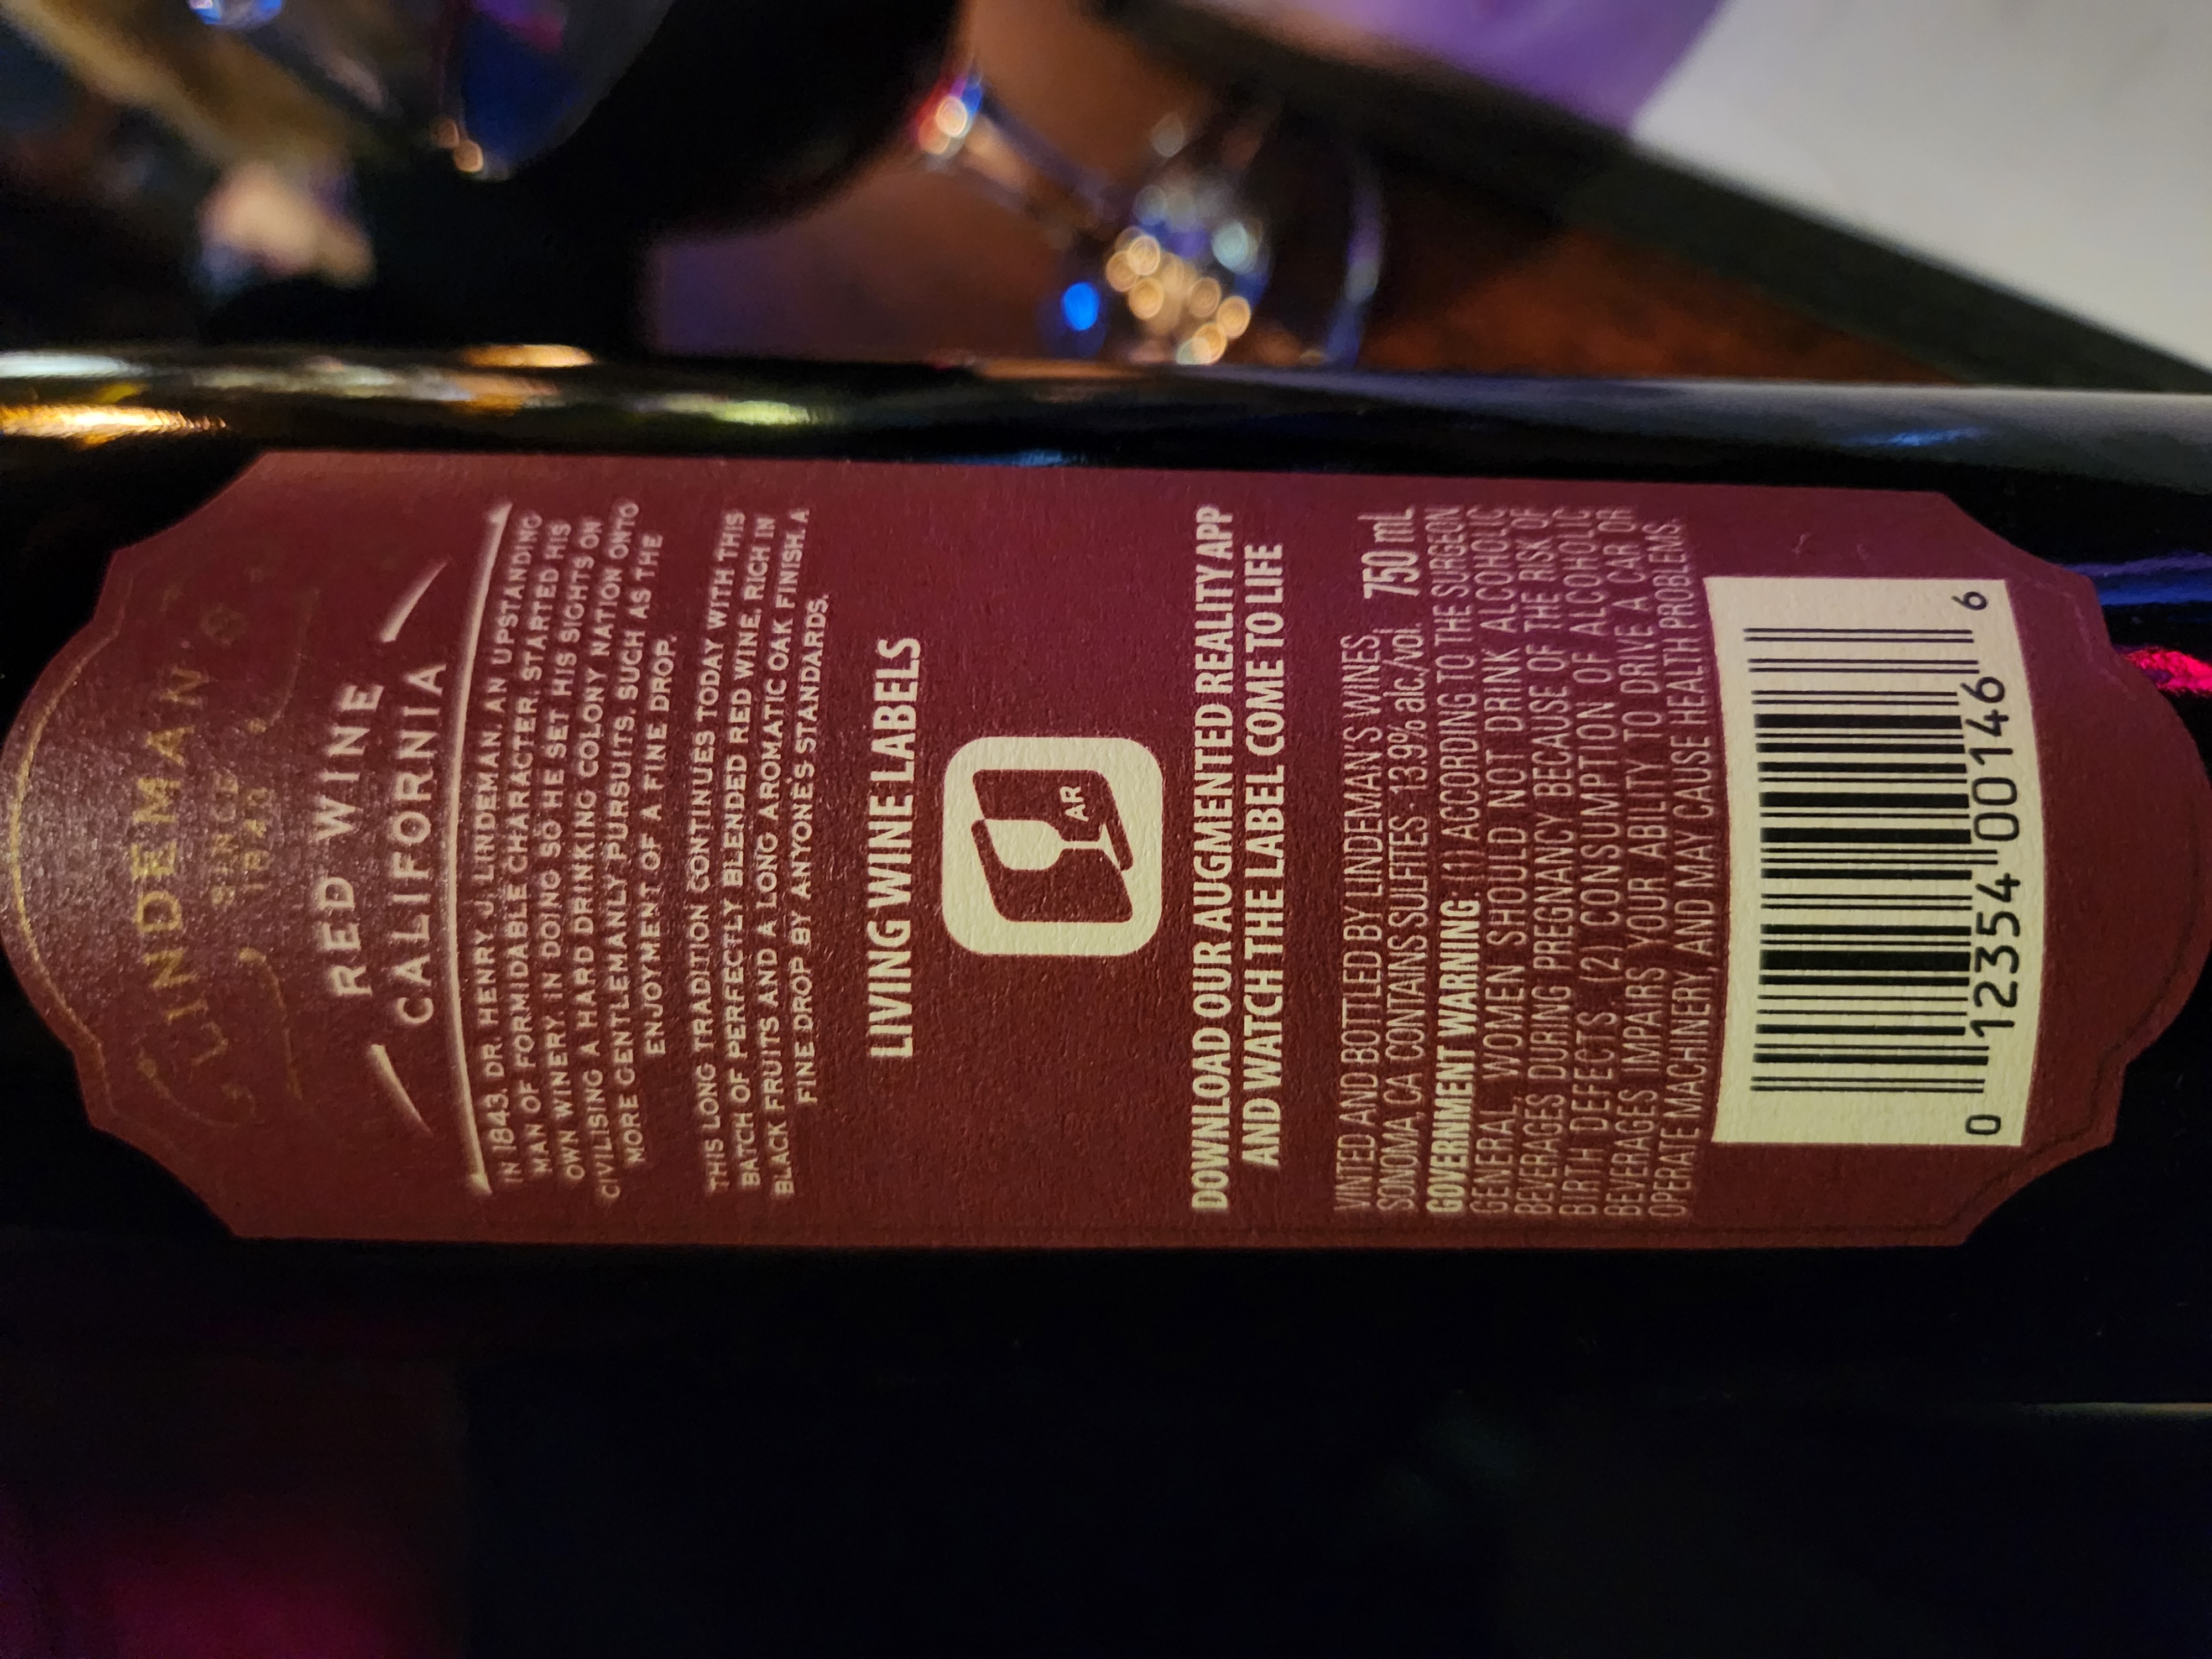 LINDEMAN'S
SINCE
1843
RED WINE
CALIFORNIA
IN 1843, DR. HENRY. J. LINDEMAN, AN UPSTANDING
MAN OF FORMIDABLE CHARACTER, STARTED HIS
OWN WINERY. IN DOING SO HE SET HIS SIGHTS ON
CIVILISING A HARD DRINKING COLONY NATION ONTO
MORE GENTLEMANLY PURSUITS, SUCH AS THE
ENJOYMENT OF A FINE DROP.
THIS LONG TRADITION CONTINUES TODAY WITH THIS
BATCH OF PERFECTLY BLENDED RED WINE, RICH IN
BLACK FRUITS AND A LONG AROMATIC OAK FINISH. A
FINE DROP BY ANYONE'S STANDARDS.
LIVING WINE LABELS
AR
DOWNLOAD OUR AUGMENTED REALITY APP
AND WATCH THE LABEL COME TO LIFE
VINTED AND BOTTLED BY LINDEMAN'S WINES,
SONOMA, CA CONTAINS SULFITES · 13.9% alc./vol. 750 mL
GOVERNMENT WARNING: (1) ACCORDING TO THE SURGEON
GENERAL, WOMEN SHOULD NOT DRINK ALCOHOLIC
BEVERAGES DURING PREGNANCY BECAUSE OF THE RISK OF
BIRTH DEFECTS. (2) CONSUMPTION OF ALCOHOLIC
BEVERAGES IMPAIRS YOUR ABILITY TO DRIVE A CAR OR
OPERATE MACHINERY, AND MAY CAUSE HEALTH PROBLEMS.
0 12354 00146 6